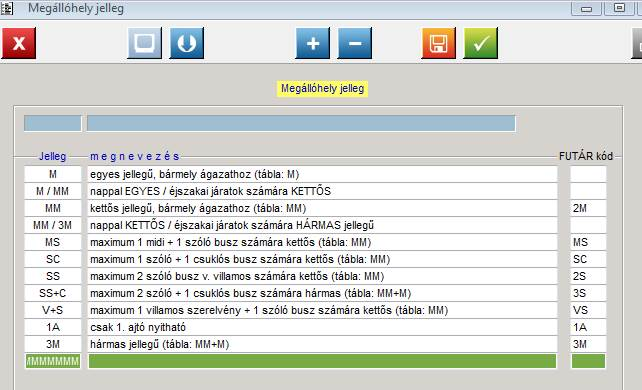 Megállóhely jelleg
Megállóhely jelleg
Jelleg megnevezés FUTÁR kód
M egyes jellegű, bármely ágazathoz (tábla: M)
M / MM nappal EGYES / éjszakai járatok számára KETTŐS
MM kettős jellegű, bármely ágazathoz (tábla: MM) 2M
MM / 3M nappal KETTŐS / éjszakai járatok számára HÁRMAS jellegű
MS maximum 1 midi + 1 szóló busz számára kettős (tábla: MM) MS
SC maximum 1 szóló + 1 csuklós busz számára kettős (tábla: MM) SC
SS maximum 2 szóló busz v. villamos számára kettős (tábla: MM) 2S
SS+C maximum 2 szóló + 1 csuklós busz számára hármas (tábla: MM+M) 3S
V+S maximum 1 villamos szerelvény + 1 szóló busz számára kettős (tábla: MM) VS
1A csak 1. ajtó nyitható 1A
3M hármas jellegű (tábla: MM+M) 3M